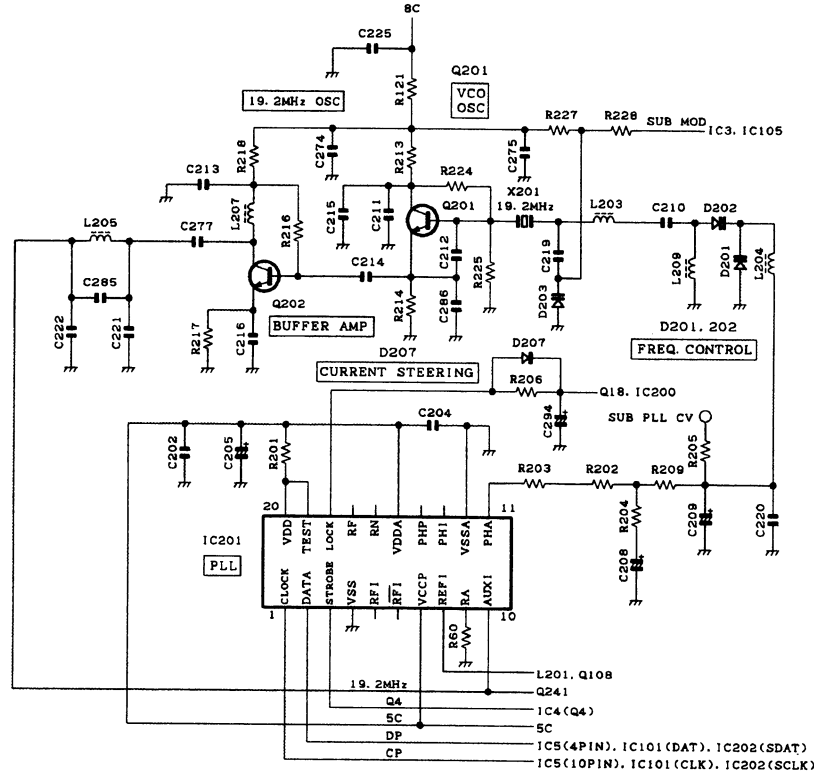 8C
C225
Q201
R121
VCO
OSC
19.2MHz OSC
R227
R228
SUB MOD
IC3, IC105
R218
C274
R213
C275
C213
R224
X201
19.2MHz
L203
C210
D202
L207
R216
C215
C211
Q201
L205
C277
C212
C219
L209
D201
L204
C214
R225
C285
Q202
D203
C222
C221
R217
C216
BUFFER AMP
R214
C286
D201, 202
D207
CURRENT STEERING
D207
FREQ. CONTROL
R206
Q18, IC200
C294
SUB PLL CV
C204
C202
C205
R201
R205
R203
R202
R209
20
11
R204
C209
C220
VDD
TEST
LOCK
RF
RN
VDDA
PHP
PHI
VSSA
PHA
IC201
C208
PLL
CLOCK
DATA
STROBE
VSS
RFI
RFI
VCCP
REFI
RA
AUXI
1
10
R60
L201, Q108
19.2MHz
Q241
Q4
IC4(Q4)
5C
5C
DP
IC5(4PIN), IC101(DAT), IC202(SDAT)
CP
IC5(10PIN), IC101(CLK), IC202(SCLK)